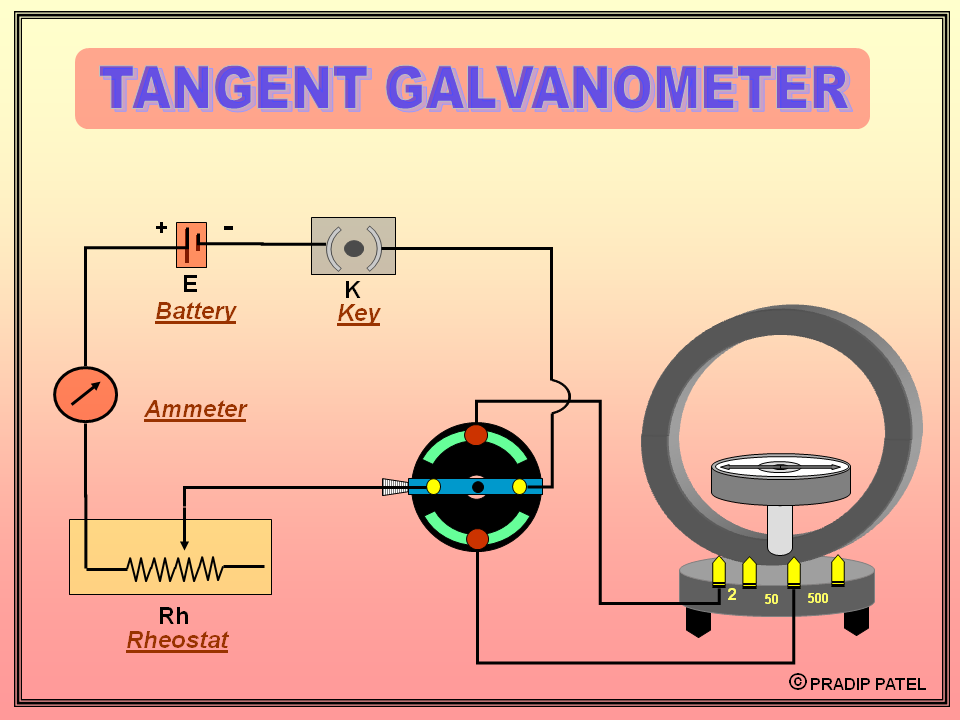 TANGENT GALVANOMETER
+ -
E
Battery
K
Key
Ammeter
Rh
Rheostat
2 50 500
© PRADIP PATEL